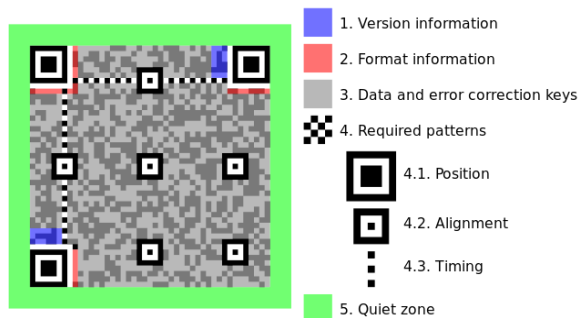 1. Version information
2. Format information
3. Data and error correction keys
4. Required patterns
4.1. Position
4.2. Alignment
4.3. Timing
5. Quiet zone